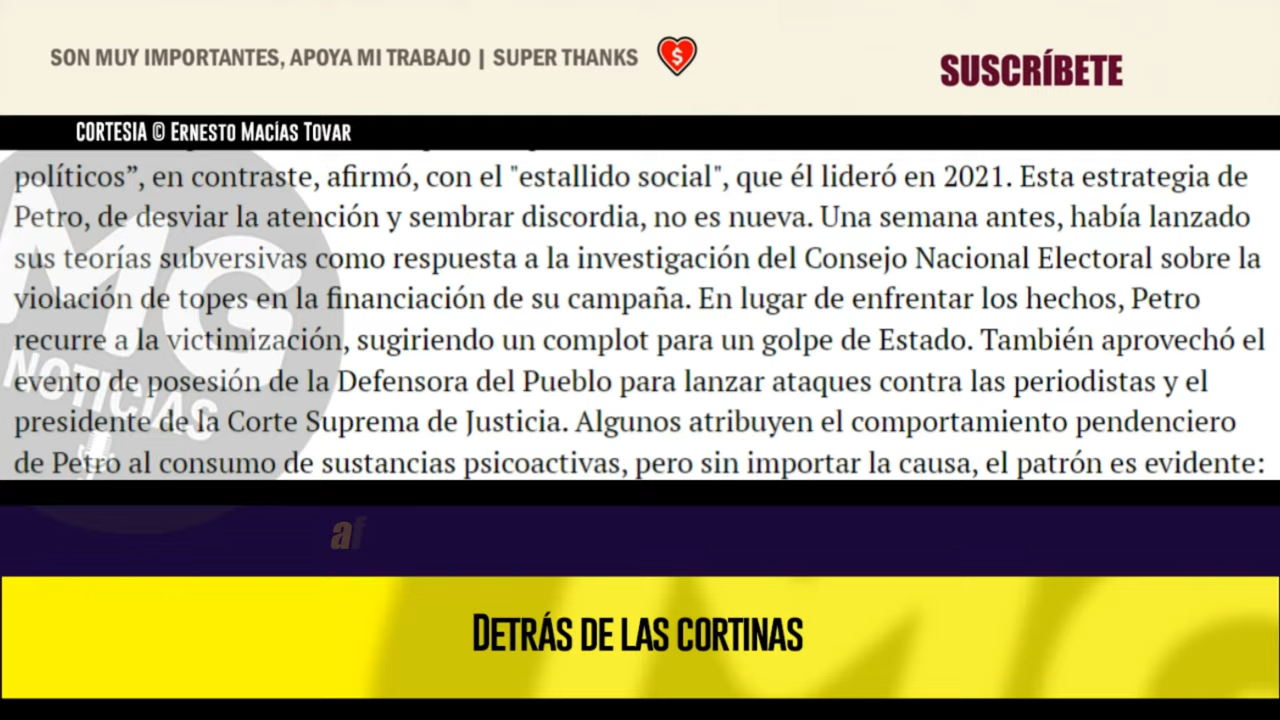 SON MUY IMPORTANTES, APOYA MI TRABAJO | SUPER THANKS
SUSCRÍBETE
CORTESIA © ERNESTO MACÍAS TOVAR
políticos”, en contraste, afirmó, con el "estallido social", que él lideró en 2021. Esta estrategia de
Petro, de desviar la atención y sembrar discordia, no es nueva. Una semana antes, había lanzado
sus teorías subversivas como respuesta a la investigación del Consejo Nacional Electoral sobre la
violación de topes en la financiación de su campaña. En lugar de enfrentar los hechos, Petro
recurre a la victimización, sugiriendo un complot para un golpe de Estado. También aprovechó el
evento de posesión de la Defensora del Pueblo para lanzar ataques contra las periodistas y el
presidente de la Corte Suprema de Justicia. Algunos atribuyen el comportamiento pendenciero
de Petro al consumo de sustancias psicoactivas, pero sin importar la causa, el patrón es evidente:
MG
NOTICIAS
af
DETRÁS DE LAS CORTINAS